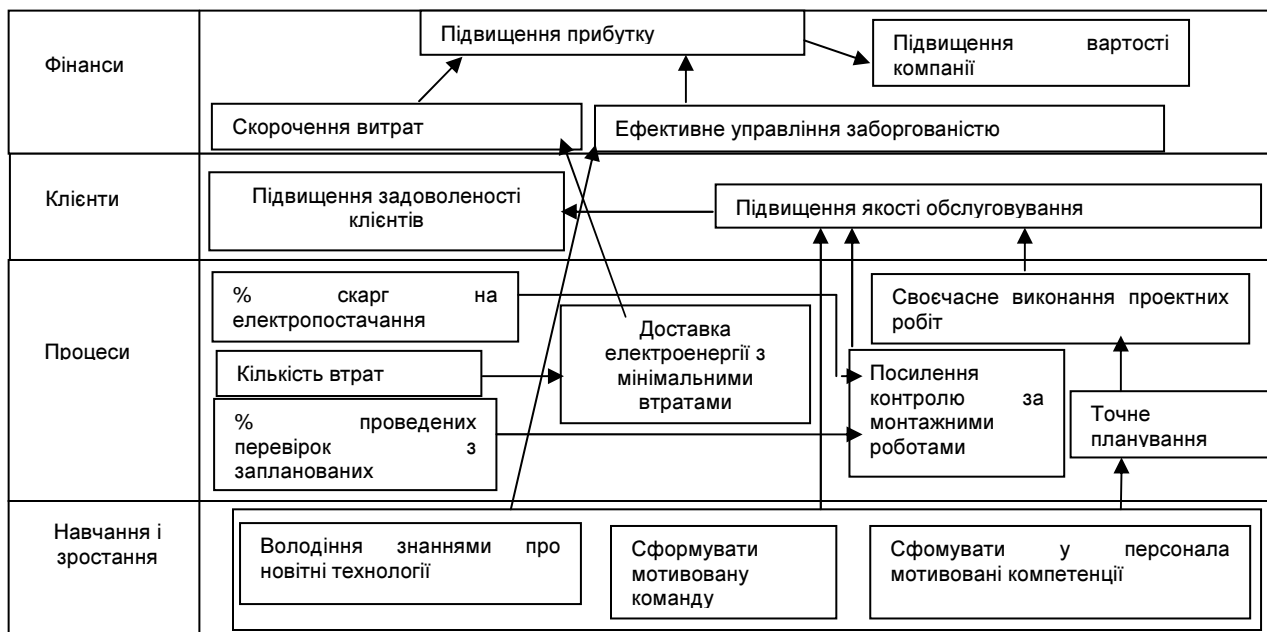 Фінанси
Підвищення прибутку
Підвищення вартості
компанії
Скорочення витрат
Ефективне управління заборгованістю
Клієнти
Підвищення задоволеності
клієнтів
Підвищення якості обслуговування
Процеси
% скарг на
електропостачання
Своєчасне виконання проектних
робіт
Доставка
електроенергії з
мінімальними
втратами
Кількість втрат
Посилення
контролю за
монтажними
роботами
% проведених
перевірок з
запланованих
Точне
планування
Навчання і
зростання
Володіння знаннями про
новітні технології
Сформувати
мотивовану
команду
Сфомувати у персонала
мотивовані компетенції